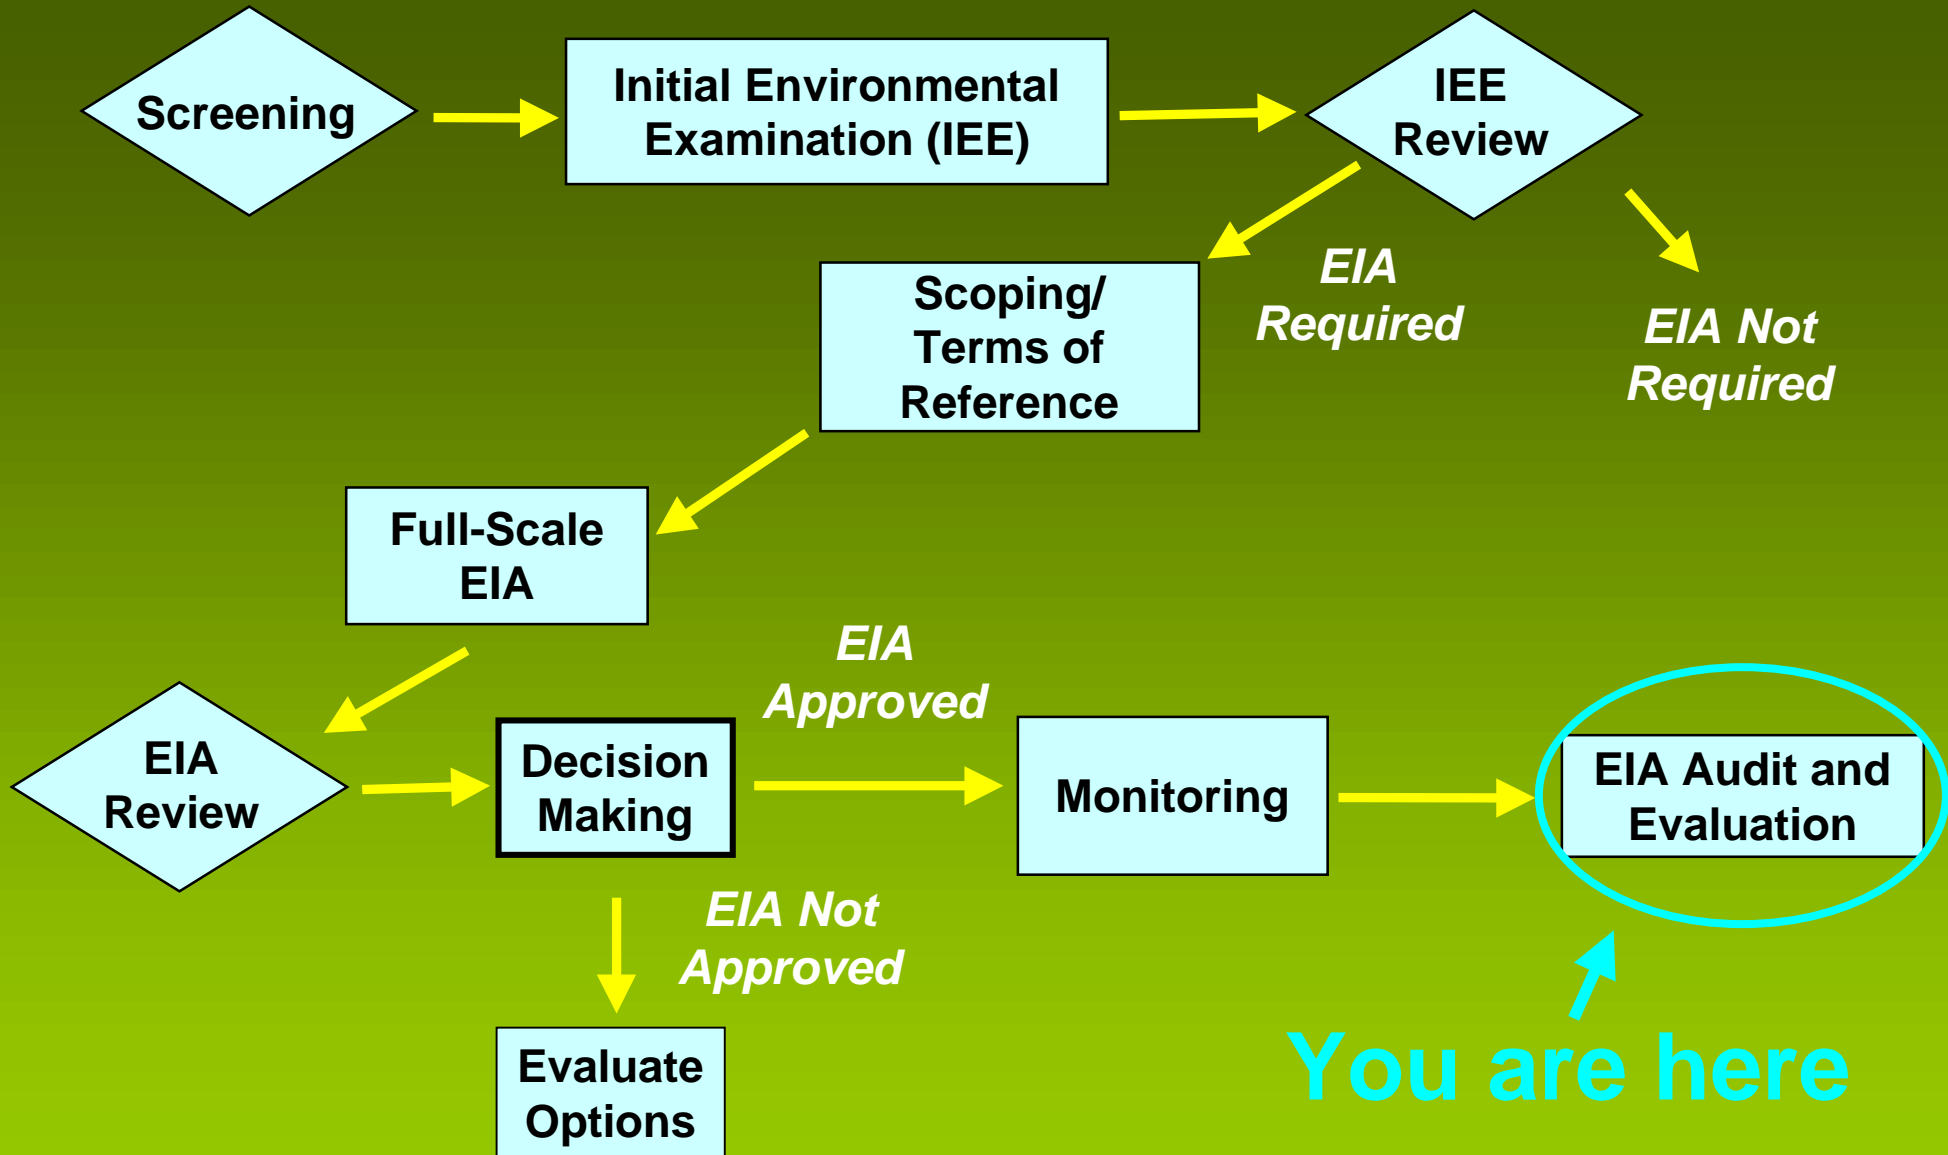 Screening
Initial Environmental
Examination (IEE)
IEE
Review
EIA
Required
EIA Not
Required
Scoping/
Terms of
Reference
Full-Scale
EIA
EIA
Review
Decision
Making
EIA
Approved
Monitoring
EIA Audit and
Evaluation
EIA Not
Approved
Evaluate
Options
You are here